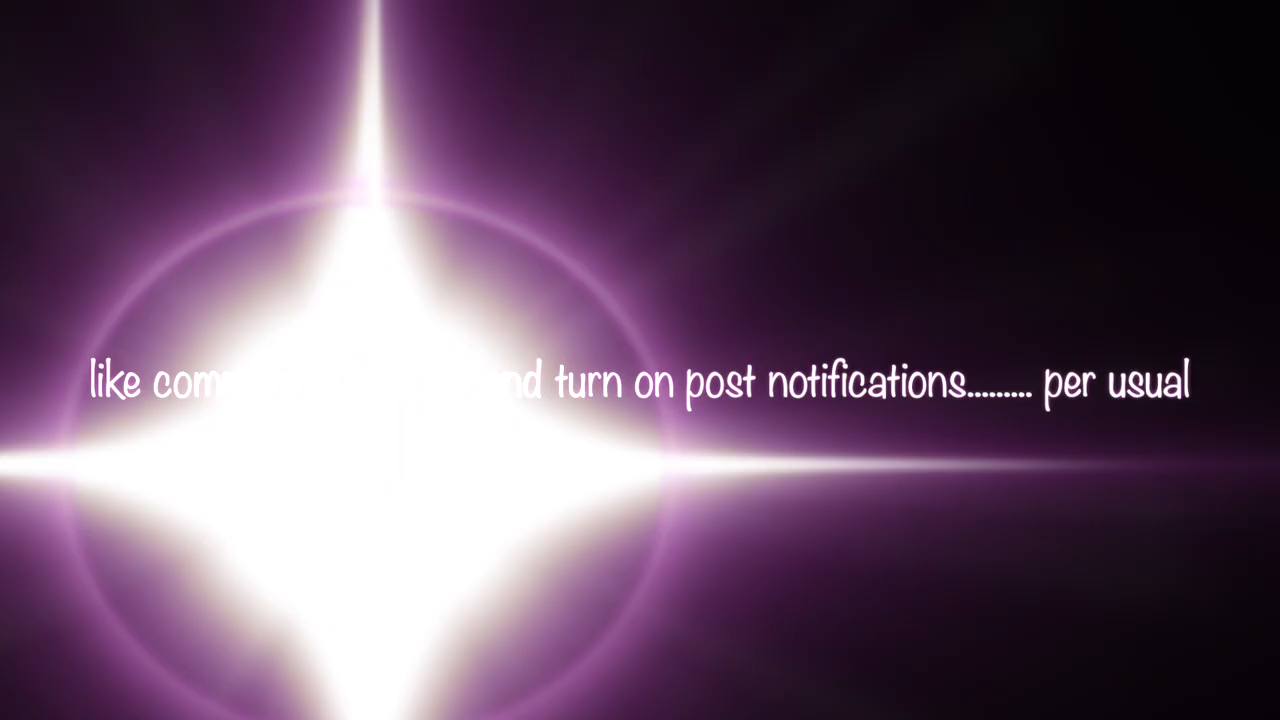 like turn on post notifications......... per usual